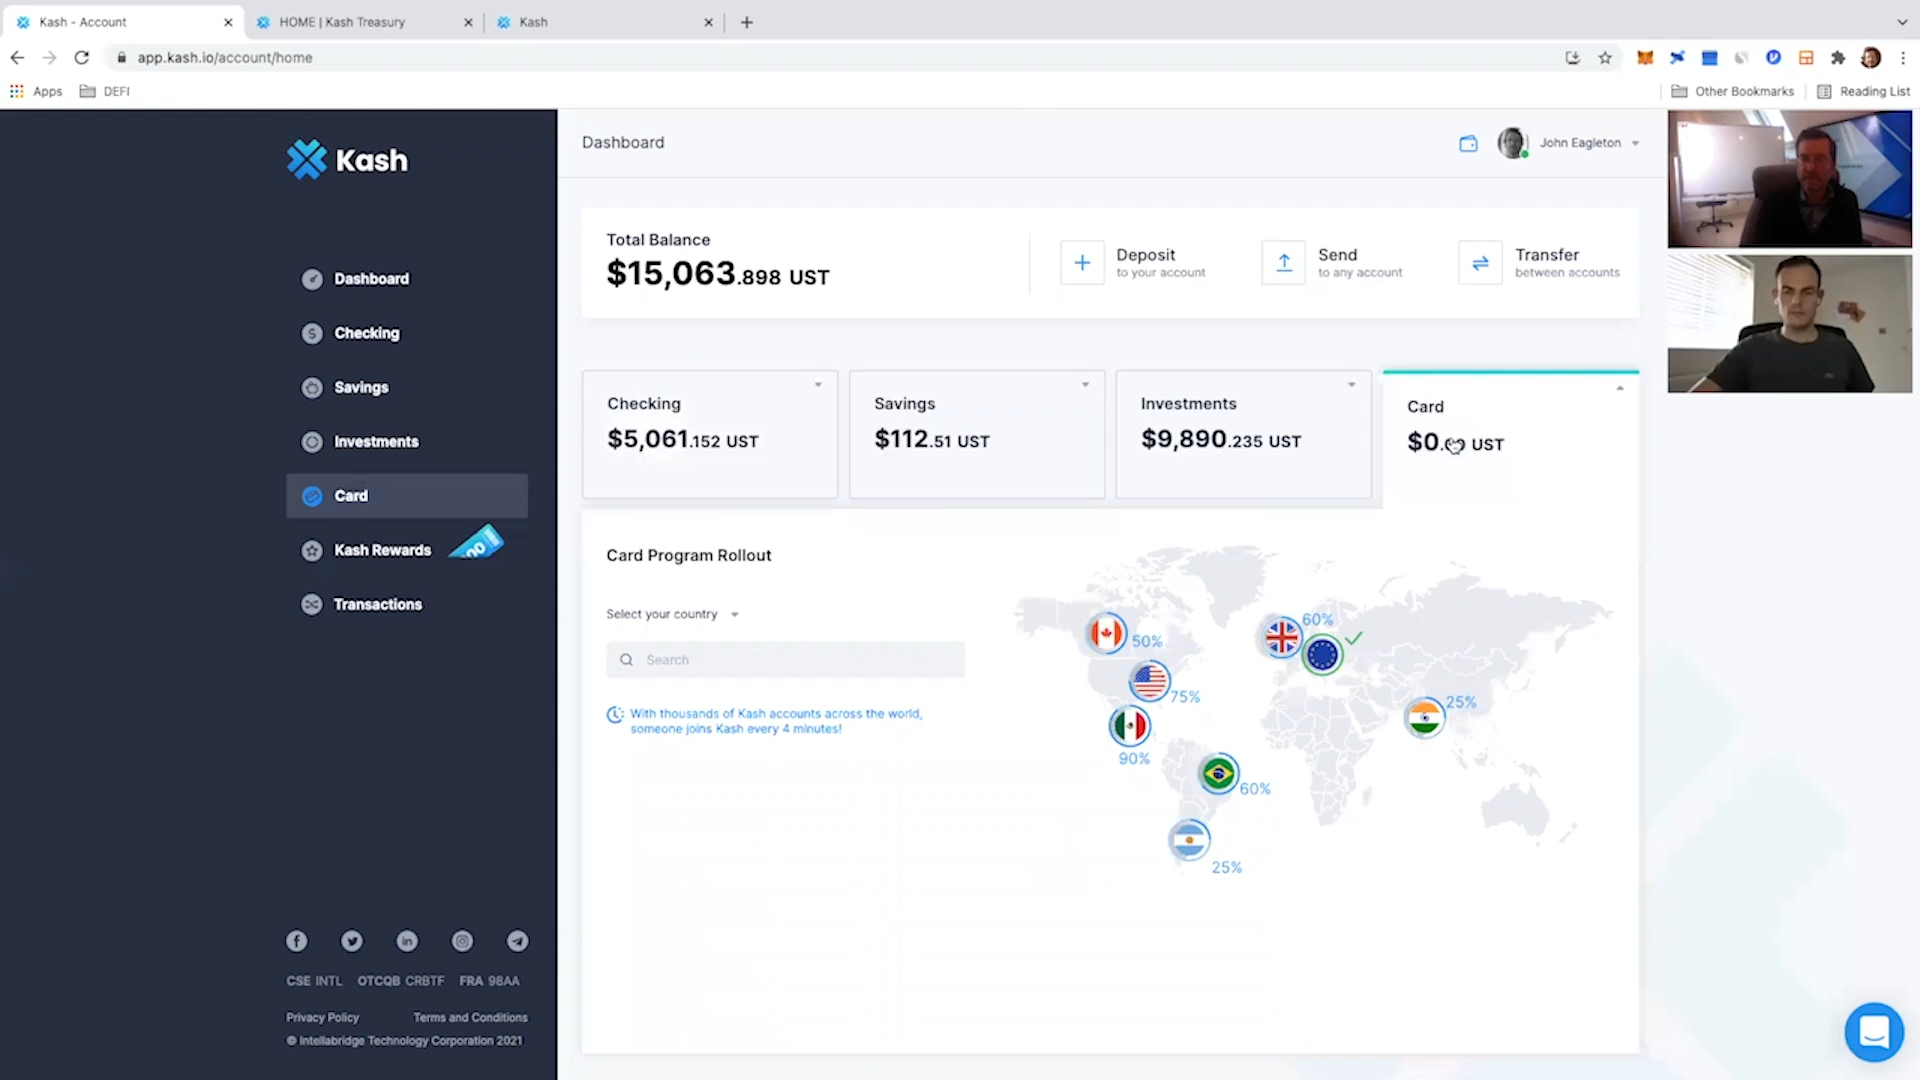 Kash - Account
HOME | Kash Treasury
Kash
app.kash.io/account/home
Apps
DEFI
Other Bookmarks
Reading List
Kash
Dashboard
John Eagleton
Total Balance
$15,063.898 UST
Deposit
to your account
Send
to any account
Transfer
between accounts
Dashboard
Checking
Savings
Investments
Card
Kash Rewards
Transactions
Checking
$5,061.152 UST
Savings
$112.51 UST
Investments
$9,890.235 UST
Card
UST
Card Program Rollout
Select your country
Search
With thousands of Kash accounts across the world,
someone joins Kash every 4 minutes!
50%
75%
90%
60%
25%
60%
25%
CSE INTL OTCQB CRBTF FRA 98AA
Privacy Policy Terms and Conditions
© Intellabridge Technology Corporation 2021